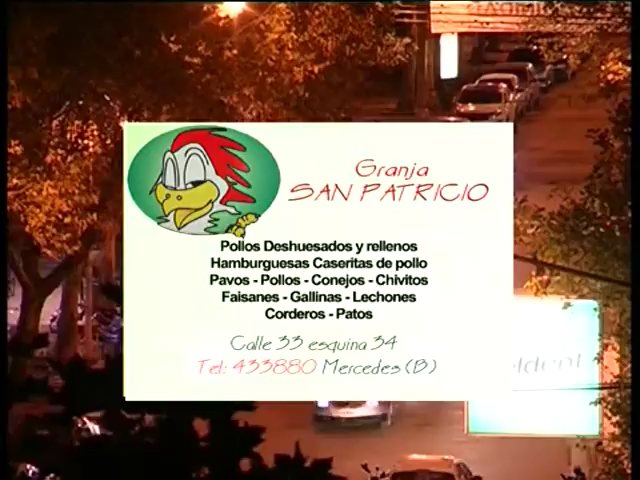 Granja
SAN PATRICIO
Pollos Deshuesados y rellenos
Hamburguesas Caseritas de pollo
Pavos - Pollos - Conejos - Chivitos
Faisanes - Gallinas - Lechones
Corderos - Patos
Calle 33 esquina 34
Tel: 433880 Mercedes (B)